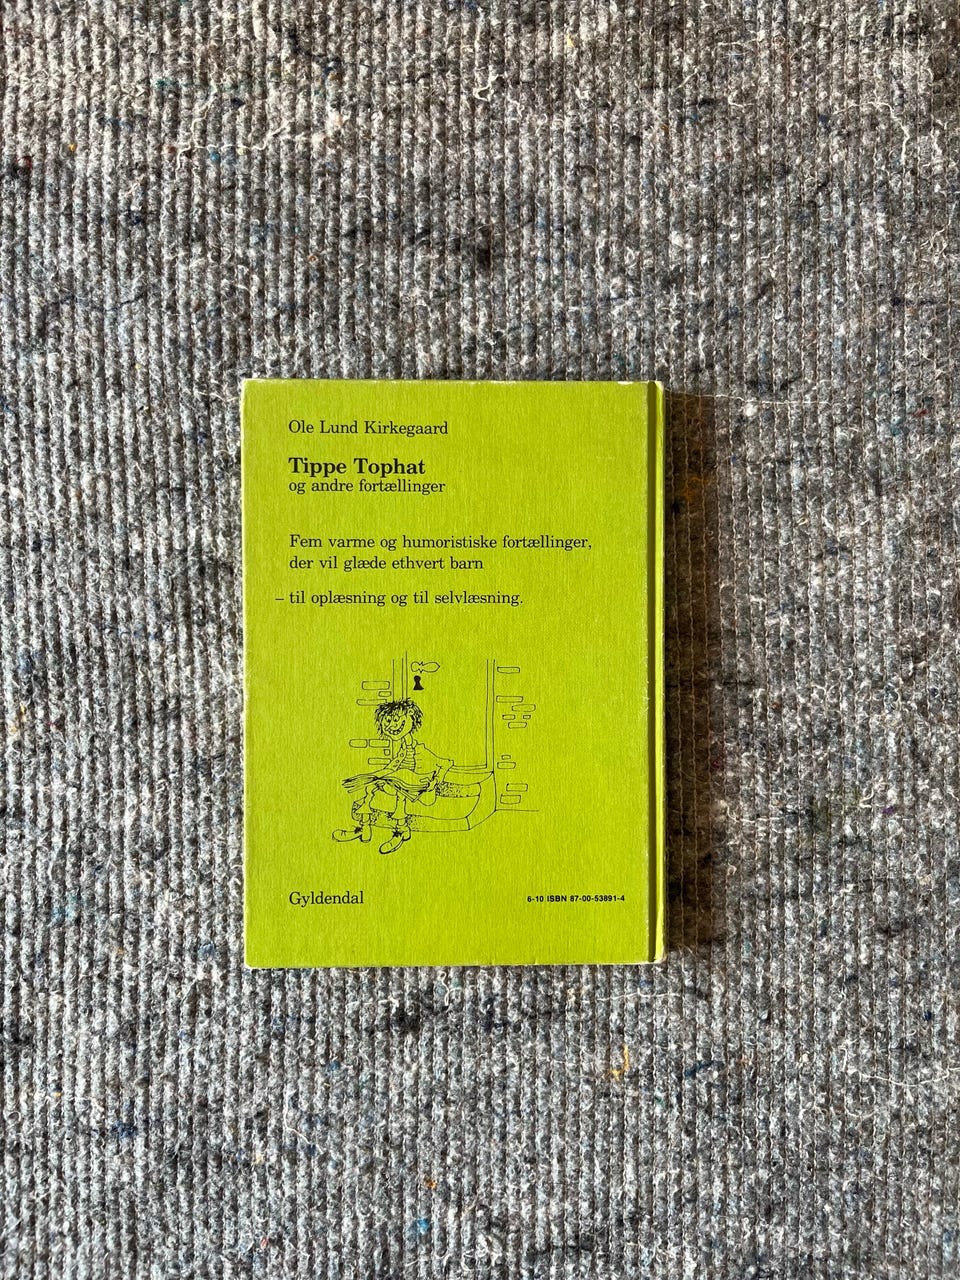 Ole Lund Kirkegaard
Tippe Tophat
og andre fortællinger
Fem varme og humoristiske fortællinger,
der vil glæde ethvert barn
– til oplæsning og til selvlæsning.
Gyldendal
6-10 ISBN 87-00-53891-4